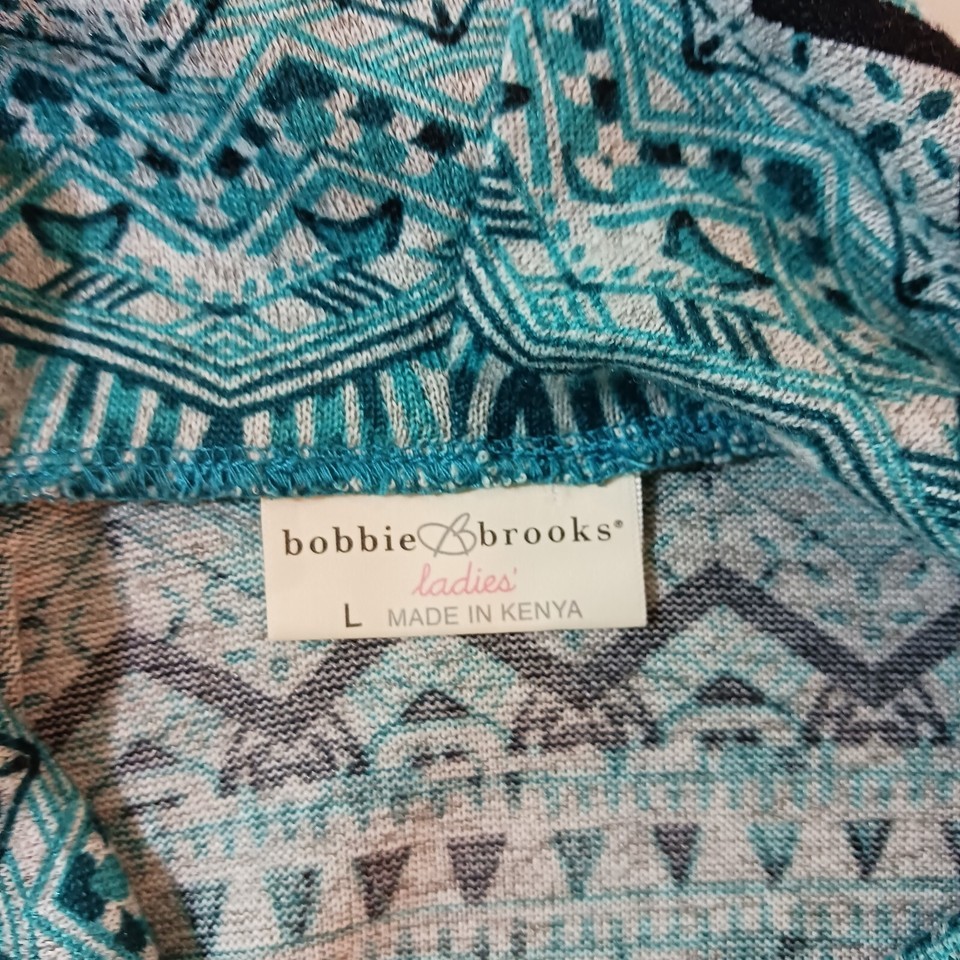 bobbie B brooks®
ladies'
L MADE IN KENYA